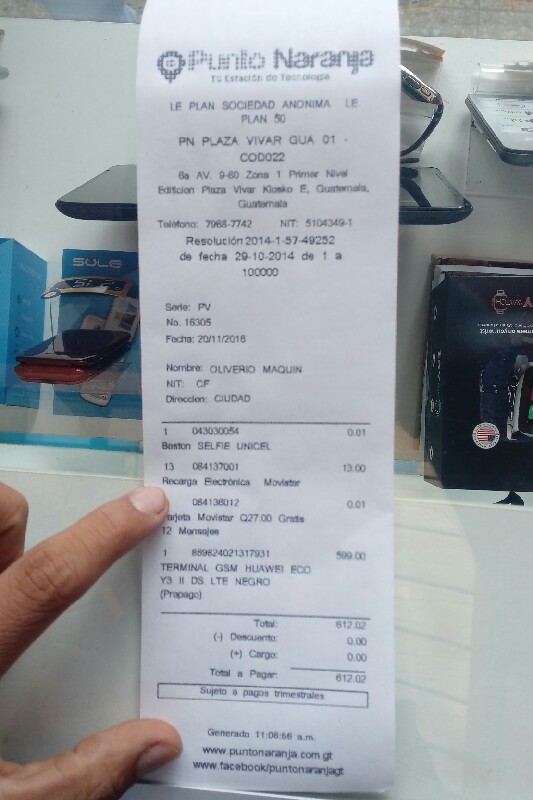 Punto Naranja
Tu Estación de Tecnología
LE PLAN SOCIEDAD ANONIMA LE
PLAN 50
PN PLAZA VIVAR GUA 01 -
COD022
6a AV. 9-60 Zona 1 Primer Nivel
Edificion Plaza Vivar Kiosko E, Guatemala,
Guatemala
Teléfono: 7968-7742 NIT: 5104349-1
Resolución 2014-1-57-49252
de fecha 29-10-2014 de 1 a
100000
Serie: PV
No. 16305
Fecha: 20/11/2016
Nombre: OLIVERIO MAQUIN
NIT: CF
Direccion: CIUDAD
1 043030054 0.01
Baston SELFIE UNICEL
13 084137001 13.00
Recarga Electrónica Movistar
084136012 0.01
arjeta Movistar Q27.00 Gratis
12 Mensajes
1 889824021317931 599.00
TERMINAL GSM HUAWEI ECO
Y3 II DS LTE NEGRO
(Prepago)
Total: 612.02
(-) Descuento: 0.00
(+) Cargo: 0.00
Total a Pagar: 612.02
Sujeto a pagos trimestrales
Generado 11:06:56 a.m.
www.puntonaranja.com.gt
www.facebook/puntonaranjagt